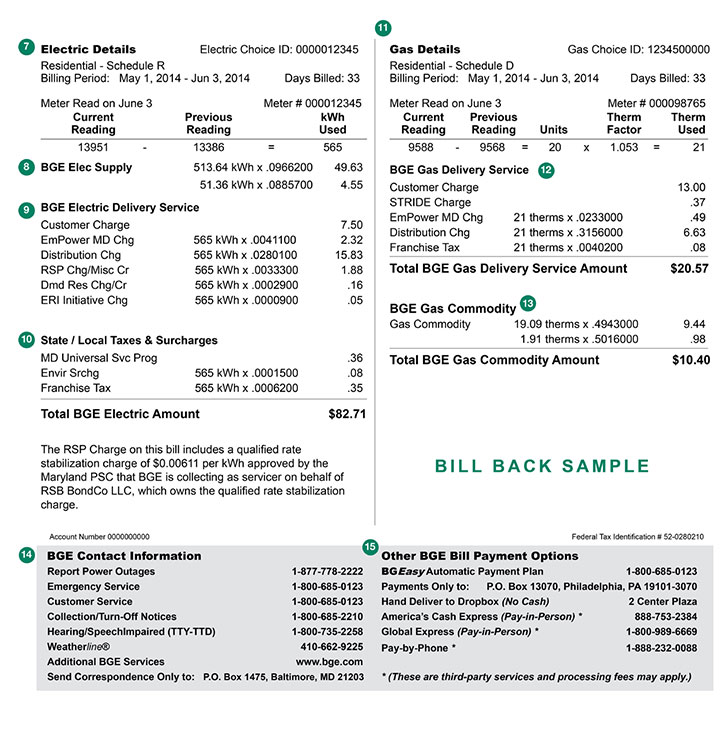 7 Electric Details Electric Choice ID: 0000012345
Residential - Schedule R
Billing Period: May 1, 2014 - Jun 3, 2014 Days Billed: 33
Meter Read on June 3 Meter # 000012345
Current Previous kWh
Reading Reading Used
13951 - 13386 = 565
8 BGE Elec Supply 513.64 kWh x .0966200 49.63
51.36 kWh x .0885700 4.55
9 BGE Electric Delivery Service
Customer Charge 7.50
EmPower MD Chg 565 kWh x .0041100 2.32
Distribution Chg 565 kWh x .0280100 15.83
RSP Chg/Misc Cr 565 kWh x .0033300 1.88
Dmd Res Chg/Cr 565 kWh x .0002900 .16
ERI Initiative Chg 565 kWh x .0000900 .05
10 State / Local Taxes & Surcharges
MD Universal Svc Prog .36
Envir Srchg 565 kWh x .0001500 .08
Franchise Tax 565 kWh x .0006200 .35
Total BGE Electric Amount $82.71
The RSP Charge on this bill includes a qualified rate
stabilization charge of $0.00611 per kWh approved by the
Maryland PSC that BGE is collecting as servicer on behalf of
RSB BondCo LLC, which owns the qualified rate stabilization
charge.
11
Gas Details Gas Choice ID: 1234500000
Residential - Schedule D
Billing Period: May 1, 2014 - Jun 3, 2014 Days Billed: 33
Meter Read on June 3 Meter # 000098765
Current Previous Therm Therm
Reading Reading Units Factor Used
9588 - 9568 = 20 x 1.053 = 21
BGE Gas Delivery Service 12
Customer Charge 13.00
STRIDE Charge .37
EmPower MD Chg 21 therms x .0233000 .49
Distribution Chg 21 therms x .3156000 6.63
Franchise Tax 21 therms x .0040200 .08
Total BGE Gas Delivery Service Amount $20.57
BGE Gas Commodity 13
Gas Commodity 19.09 therms x .4943000 9.44
1.91 therms x .5016000 .98
Total BGE Gas Commodity Amount $10.40
BILL BACK SAMPLE
Account Number 0000000000 Federal Tax Identification # 52-0280210
14 BGE Contact Information
Report Power Outages 1-877-778-2222
Emergency Service 1-800-685-0123
Customer Service 1-800-685-0123
Collection/Turn-Off Notices 1-800-685-2210
Hearing/SpeechImpaired (TTY-TTD) 1-800-735-2258
Weatherline® 410-662-9225
Additional BGE Services www.bge.com
Send Correspondence Only to: P.O. Box 1475, Baltimore, MD 21203
15 Other BGE Bill Payment Options
BGEasy Automatic Payment Plan 1-800-685-0123
Payments Only to: P.O. Box 13070, Philadelphia, PA 19101-3070
Hand Deliver to Dropbox (No Cash) 2 Center Plaza
America's Cash Express (Pay-in-Person) * 888-753-2384
Global Express (Pay-in-Person) * 1-800-989-6669
Pay-by-Phone * 1-888-232-0088
* (These are third-party services and processing fees may apply.)